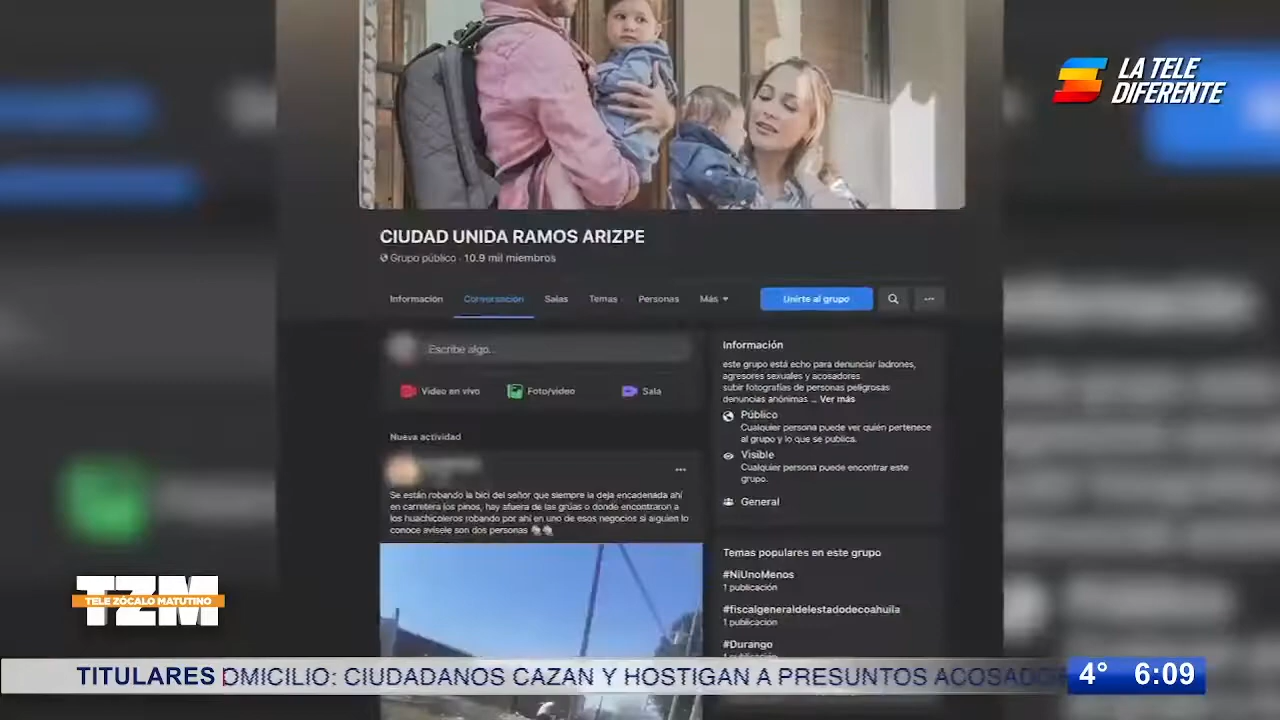 LA TELE
DIFERENTE
CIUDAD UNIDA RAMOS ARIZPE
Grupo público · 10.9 mil miembros
Información
Conversación
Salas
Temas
Personas
Más
Unirte al grupo
Escribe algo...
Video en vivo
Foto/video
Sala
Nueva actividad
Se están robando la bici del señor que siempre la deja encadenada ahí
en carretera los pinos, hay afuera de las grúas o donde encontraron a
los huachicoleros robando por ahí en uno de esos negocios si alguien lo
conoce avisele son dos personas
Información
este grupo está echo para denunciar ladrones,
agresores sexuales y acosadores
subir fotografías de personas peligrosas
denuncias anónimas ... Ver más
Público
Cualquier persona puede ver quién pertenece
al grupo y lo que se publica.
Visible
Cualquier persona puede encontrar este
grupo.
General
Temas populares en este grupo
#NiUnoMenos
1 publicación
#fiscalgeneraldelestadodecoahuila
1 publicación
#Durango
1 publicación
TZM
TELE ZÓCALO MATUTINO
TITULARES OMICILIO: CIUDADANOS CAZAN Y HOSTIGAN A PRESUNTOS ACOSADO
4° 6:09